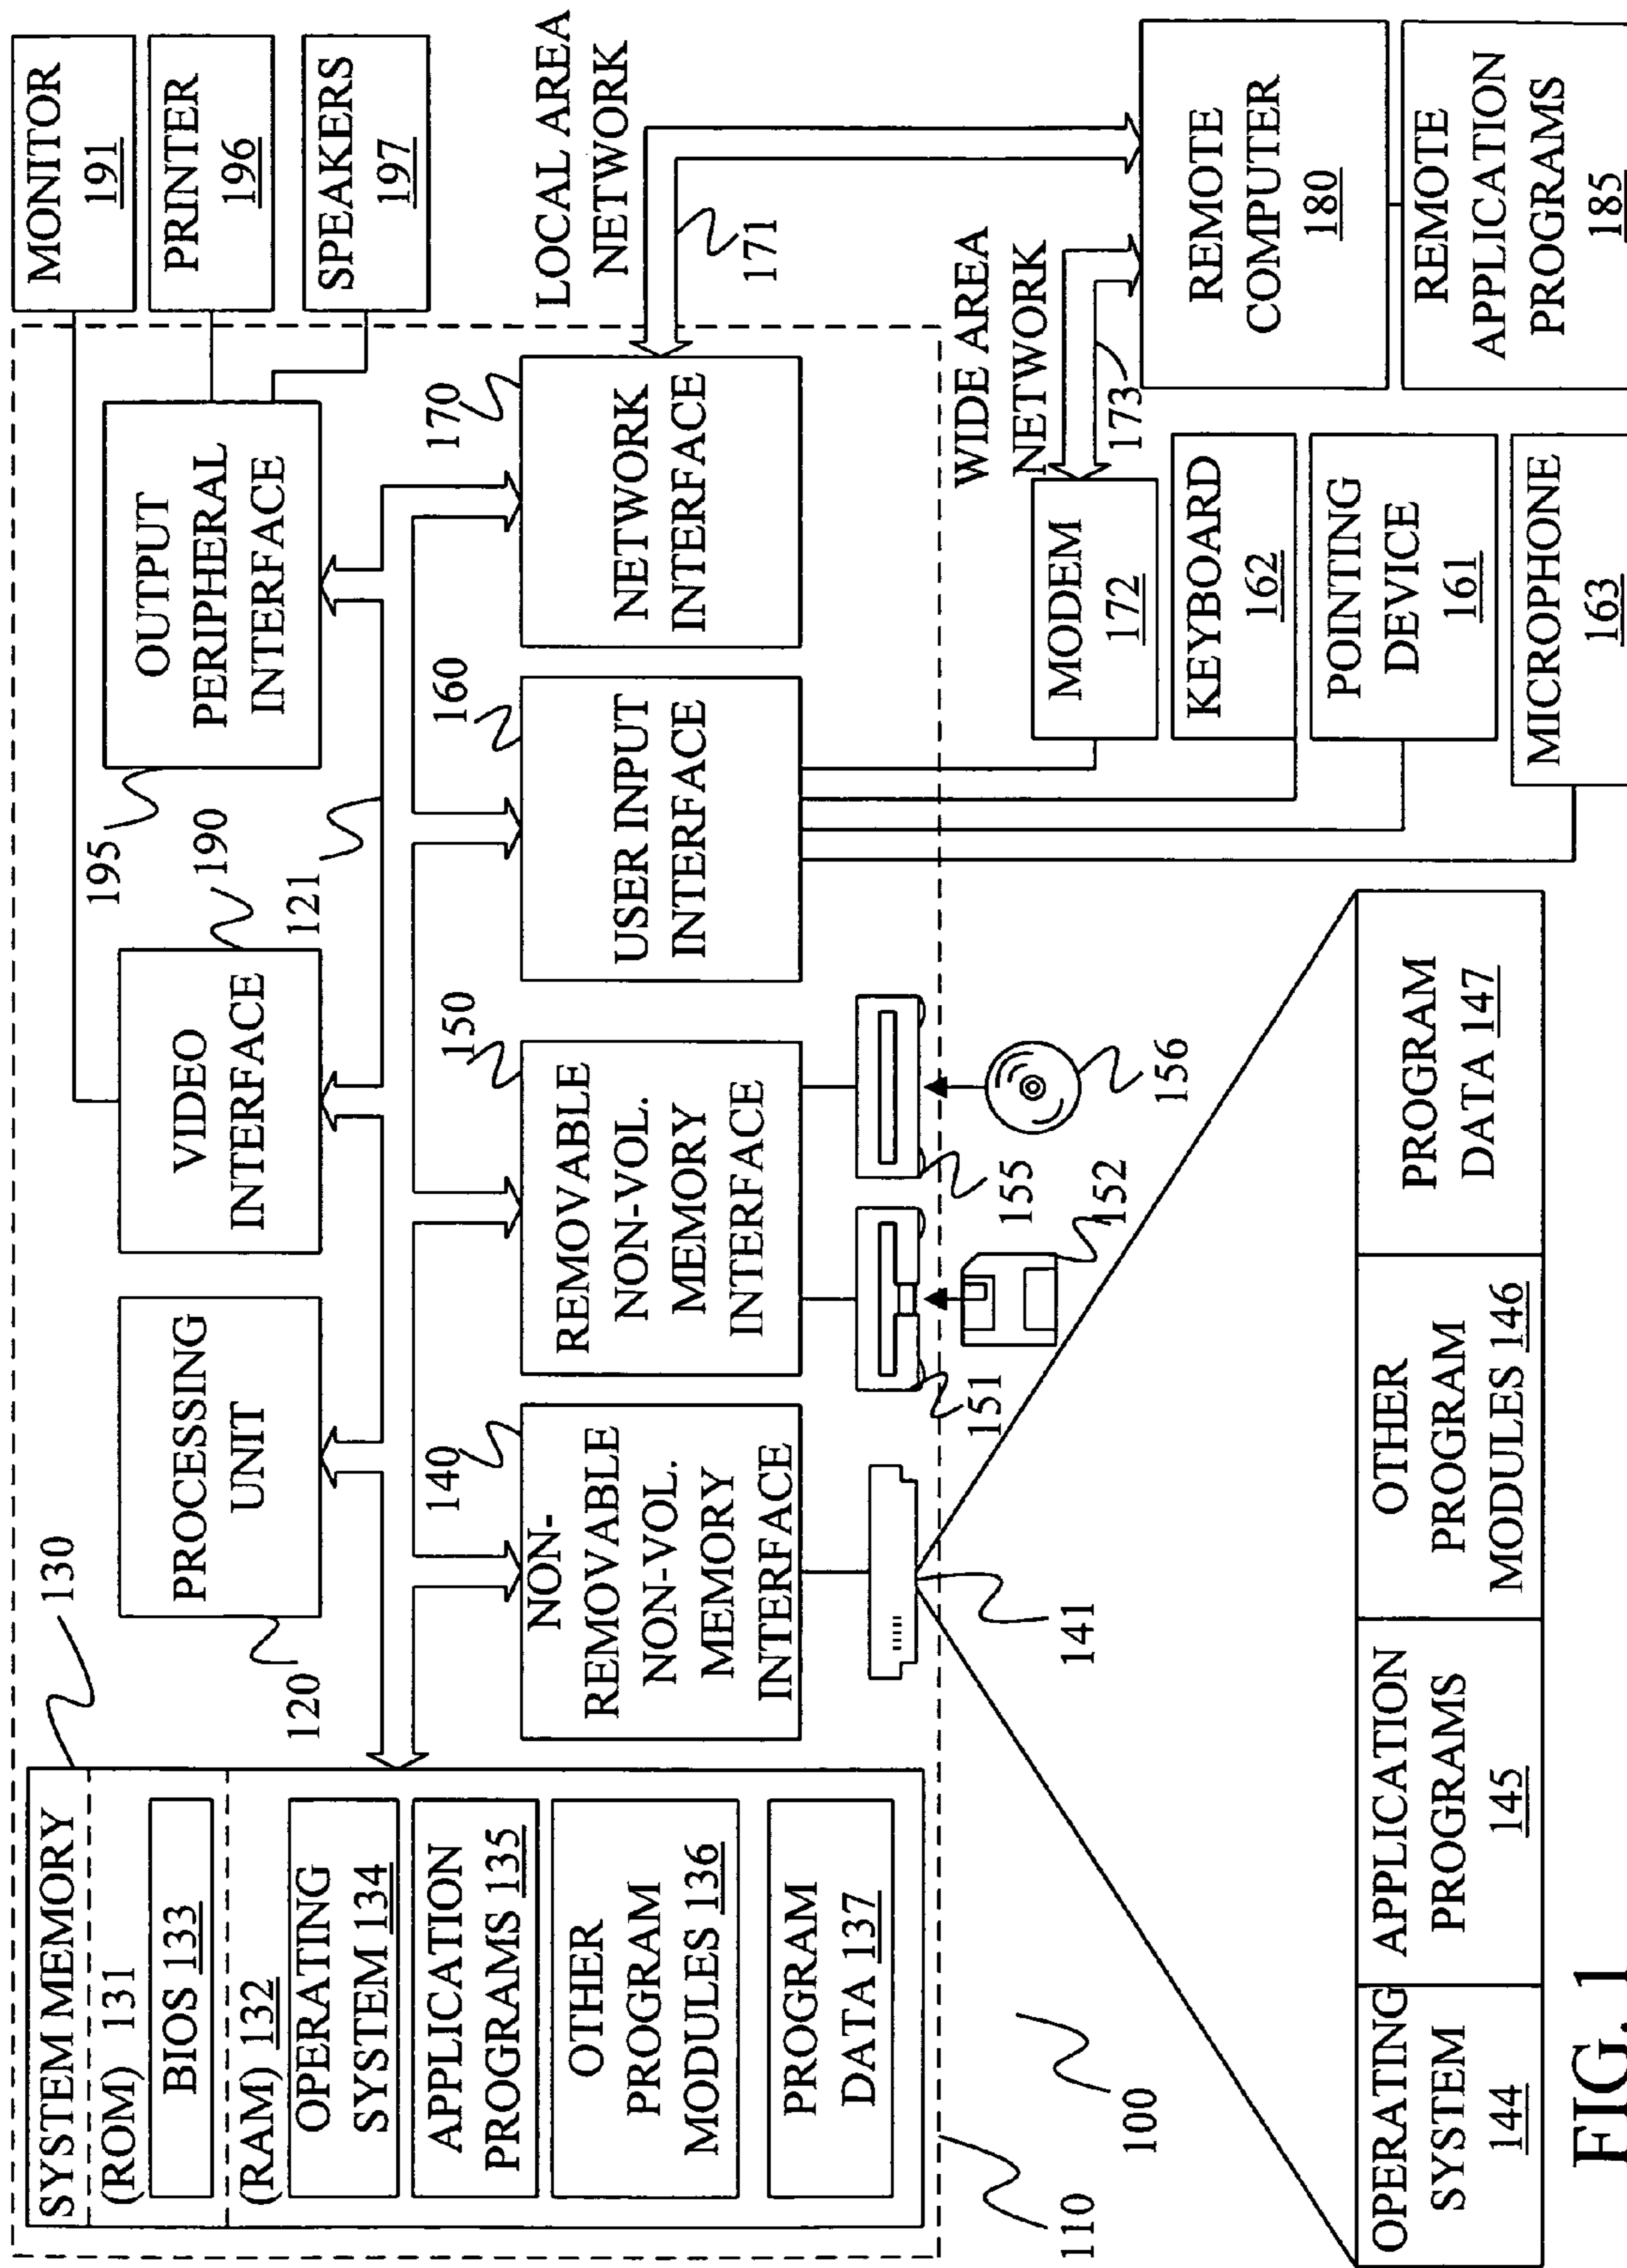 SYSTEM MEMORY
(ROM) 131
BIOS 133
(RAM) 132
OPERATING
SYSTEM 134
APPLICATION
PROGRAMS 135
OTHER
PROGRAM
MODULES 136
PROGRAM
DATA 137
130
PROCESSING
UNIT
120
VIDEO
INTERFACE
190
121
OUTPUT
PERIPHERAL
INTERFACE
195
MONITOR
191
PRINTER
196
SPEAKERS
197
NON-
REMOVABLE
NON-VOL.
MEMORY
INTERFACE
140
REMOVABLE
NON-VOL.
MEMORY
INTERFACE
150
USER INPUT
INTERFACE
160
NETWORK
INTERFACE
170
LOCAL AREA
NETWORK
171
141
151
152
155
156
WIDE AREA
NETWORK
173
MODEM
172
KEYBOARD
162
POINTING
DEVICE
161
MICROPHONE
163
REMOTE
COMPUTER
180
REMOTE
APPLICATION
PROGRAMS
185
110
100
OPERATING
SYSTEM
144
APPLICATION
PROGRAMS
145
OTHER
PROGRAM
MODULES 146
PROGRAM
DATA 147
FIG. 1